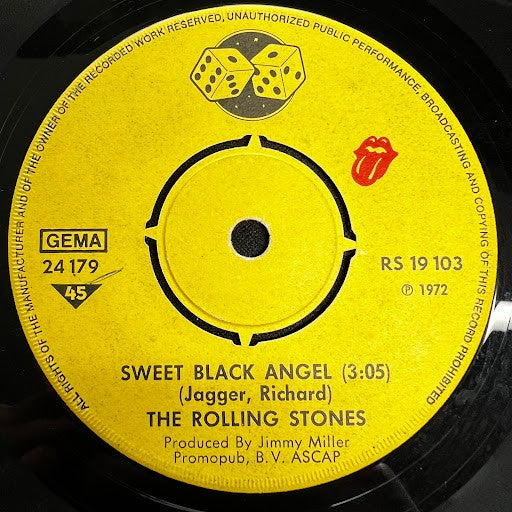 ALL RIGHTS OF THE MANUFACTURER AND OF THE OWNER OF THE RECORDED WORK RESERVED, UNAUTHORIZED PUBLIC PERFORMANCE, BROADCASTING AND COPYING OF THIS RECORD PROHIBITED
GEMA
24 179
45
RS 19 103
℗ 1972
SWEET BLACK ANGEL (3:05)
(Jagger, Richard)
THE ROLLING STONES
Produced By Jimmy Miller
Promopub, B.V. ASCAP